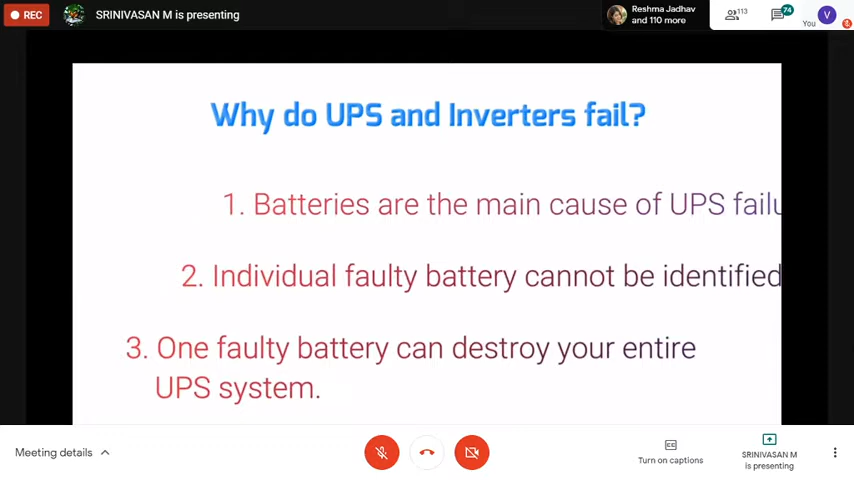 REC
SRINIVASAN M is presenting
Reshma Jadhav
and 110 more
113
74
You
V
Why do UPS and Inverters fail?
1. Batteries are the main cause of UPS failu
2. Individual faulty battery cannot be identified
3. One faulty battery can destroy your entire
UPS system.
Meeting details
CC
Turn on captions
SRINIVASAN M
is presenting